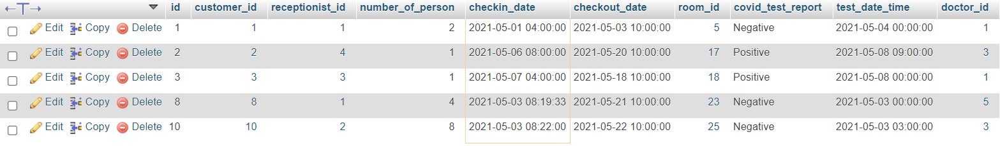 ←T→ id customer_id receptionist_id number_of_person checkin_date checkout_date room_id covid_test_report test_date_time doctor_id
Edit Copy Delete 1 1 1 2 2021-05-01 04:00:00 2021-05-03 10:00:00 5 Negative 2021-05-04 00:00:00 1
Edit Copy Delete 2 2 4 1 2021-05-06 08:00:00 2021-05-20 10:00:00 17 Positive 2021-05-08 09:00:00 3
Edit Copy Delete 3 3 3 1 2021-05-07 04:00:00 2021-05-18 10:00:00 18 Positive 2021-05-08 00:00:00 1
Edit Copy Delete 8 8 1 4 2021-05-03 08:19:33 2021-05-21 10:00:00 23 Negative 2021-05-03 00:00:00 5
Edit Copy Delete 10 10 2 8 2021-05-03 08:22:00 2021-05-22 10:00:00 25 Negative 2021-05-03 03:00:00 3